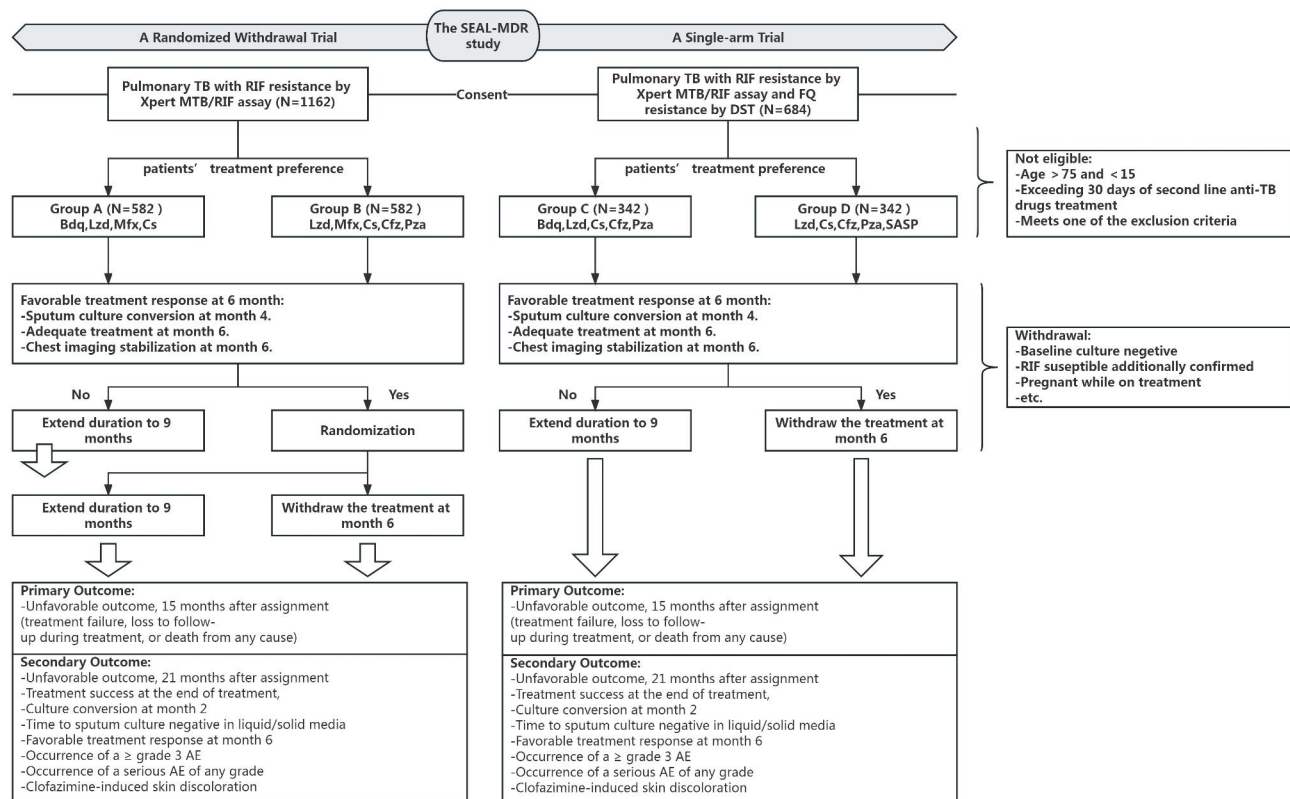 The SEAL-MDR
study
A Randomized Withdrawal Trial
A Single-arm Trial
Pulmonary TB with RIF resistance by
Xpert MTB/RIF assay (N=1162)
Consent
Pulmonary TB with RIF resistance by
Xpert MTB/RIF assay and FQ
resistance by DST (N=684)
patients’ treatment preference
patients’ treatment preference
Not eligible:
-Age >75 and <15
-Exceeding 30 days of second line anti-TB
drugs treatment
-Meets one of the exclusion criteria
Group A (N=582 )
Bdq,Lzd,Mfx,Cs
Group B (N=582 )
Lzd,Mfx,Cs,Cfz,Pza
Group C (N=342 )
Bdq,Lzd,Cs,Cfz,Pza
Group D (N=342 )
Lzd,Cs,Cfz,Pza,SASP
Favorable treatment response at 6 month:
-Sputum culture conversion at month 4.
-Adequate treatment at month 6.
-Chest imaging stabilization at month 6.
Favorable treatment response at 6 month:
-Sputum culture conversion at month 4.
-Adequate treatment at month 6.
-Chest imaging stabilization at month 6.
Withdrawal:
-Baseline culture negetive
-RIF suseptible additionally confirmed
-Pregnant while on treatment
-etc.
No
Yes
No
Yes
Extend duration to 9
months
Randomization
Extend duration to 9
months
Withdraw the treatment at
month 6
Extend duration to 9
months
Withdraw the treatment at
month 6
Primary Outcome:
-Unfavorable outcome, 15 months after assignment
(treatment failure, loss to follow-
up during treatment, or death from any cause)
Secondary Outcome:
-Unfavorable outcome, 21 months after assignment
-Treatment success at the end of treatment,
-Culture conversion at month 2
-Time to sputum culture negative in liquid/solid media
-Favorable treatment response at month 6
-Occurrence of a ≥ grade 3 AE
-Occurrence of a serious AE of any grade
-Clofazimine-induced skin discoloration
Primary Outcome:
-Unfavorable outcome, 15 months after assignment
(treatment failure, loss to follow-
up during treatment, or death from any cause)
Secondary Outcome:
-Unfavorable outcome, 21 months after assignment
-Treatment success at the end of treatment,
-Culture conversion at month 2
-Time to sputum culture negative in liquid/solid media
-Favorable treatment response at month 6
-Occurrence of a ≥ grade 3 AE
-Occurrence of a serious AE of any grade
-Clofazimine-induced skin discoloration